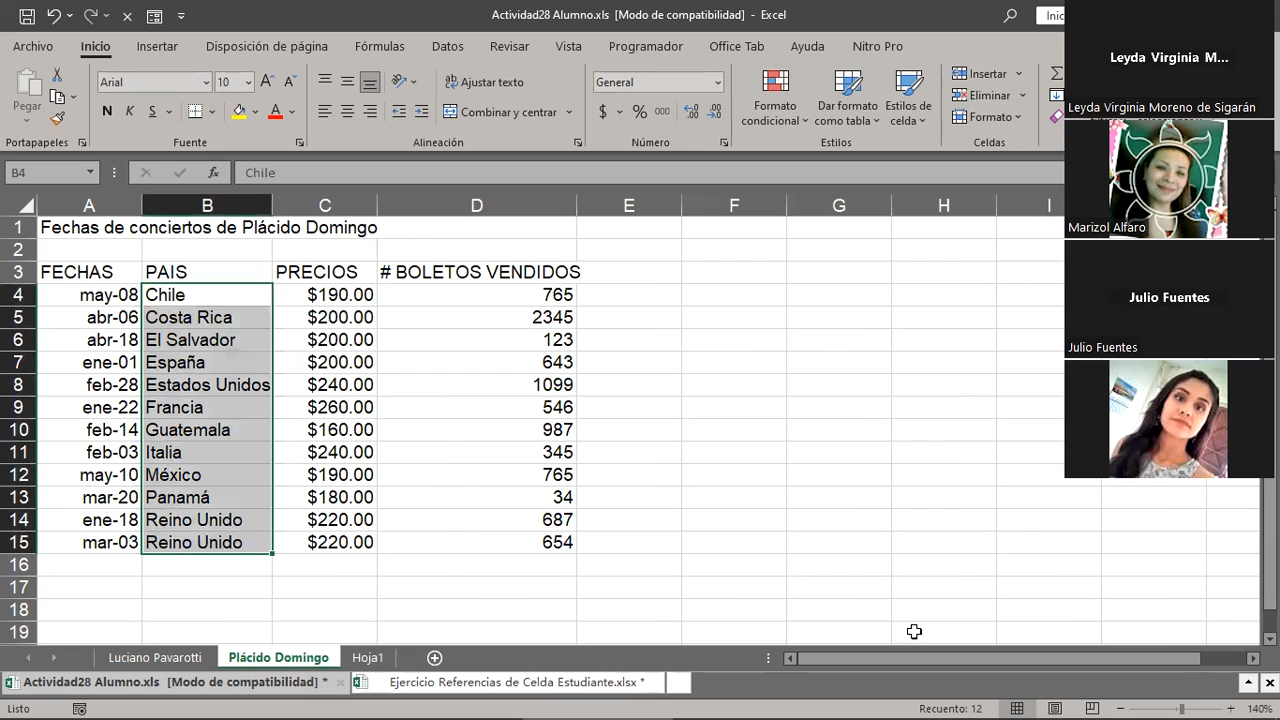 Actividad28 Alumno.xls [Modo de compatibilidad] - Excel
Inic
Archivo Inicio Insertar Disposición de página Fórmulas Datos Revisar Vista Programador Office Tab Ayuda Nitro Pro
Pegar
Arial 10
N K S
Ajustar texto
Combinar y centrar
General
$ % 000
Formato condicional
Dar formato como tabla
Estilos de celda
Insertar
Eliminar
Formato
Portapapeles Fuente Alineación Número Estilos Celdas
B4 Chile
A B C D E F G H I
1 Fechas de conciertos de Plácido Domingo
2
3 FECHAS PAIS PRECIOS # BOLETOS VENDIDOS
4 may-08 Chile $190.00 765
5 abr-06 Costa Rica $200.00 2345
6 abr-18 El Salvador $200.00 123
7 ene-01 España $200.00 643
8 feb-28 Estados Unidos $240.00 1099
9 ene-22 Francia $260.00 546
10 feb-14 Guatemala $160.00 987
11 feb-03 Italia $240.00 345
12 may-10 México $190.00 765
13 mar-20 Panamá $180.00 34
14 ene-18 Reino Unido $220.00 687
15 mar-03 Reino Unido $220.00 654
16
17
18
19
Luciano Pavarotti Plácido Domingo Hoja1
Actividad28 Alumno.xls [Modo de compatibilidad] * Ejercicio Referencias de Celda Estudiante.xlsx *
Listo Recuento: 12 140%
Leyda Virginia M...
Leyda Virginia Moreno de Sigarán
Marizol Alfaro
Julio Fuentes
Julio Fuentes